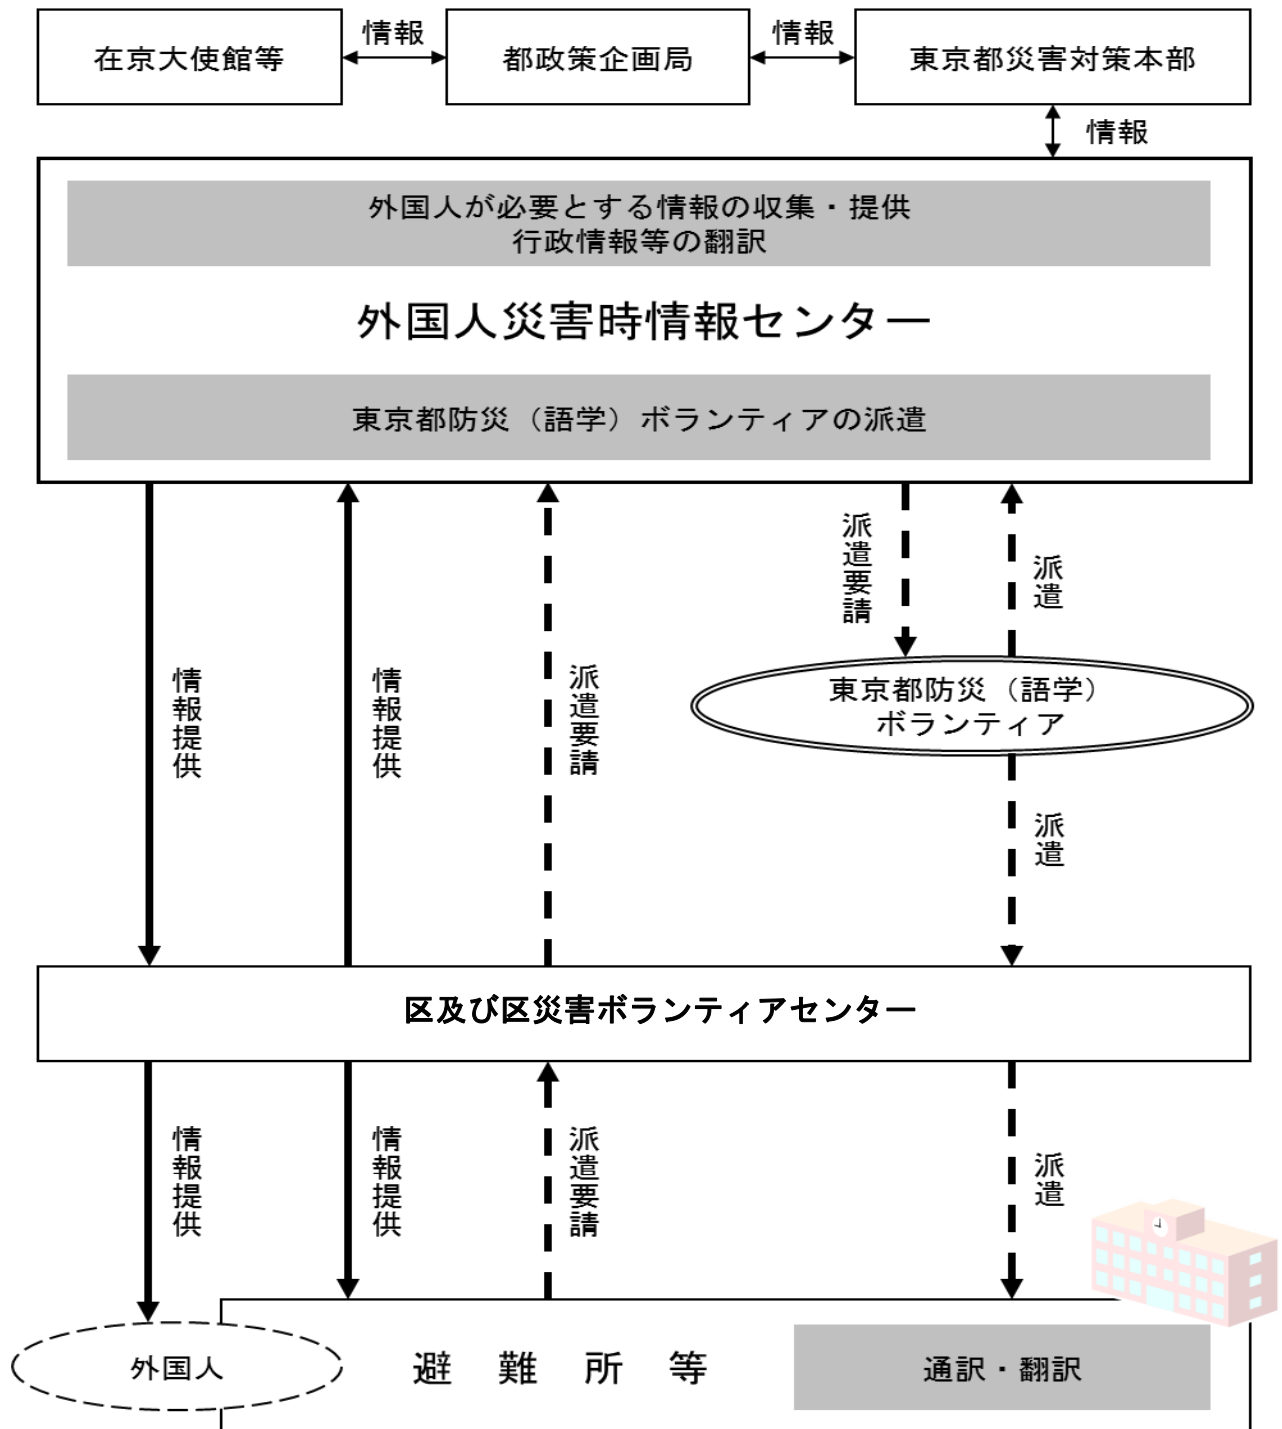 情報
情報
在京大使館等
都政策企画局
東京都災害対策本部
情報
外国人が必要とする情報の収集・提供
行政情報等の翻訳
外国人災害時情報センター
東京都防災（語学）ボランティアの派遣
派遣要請
派遣
情報提供
情報提供
派遣要請
東京都防災（語学）
ボランティア
派遣
区及び区災害ボランティアセンター
情報提供
情報提供
派遣要請
派遣
外国人
避難所等
通訳・翻訳